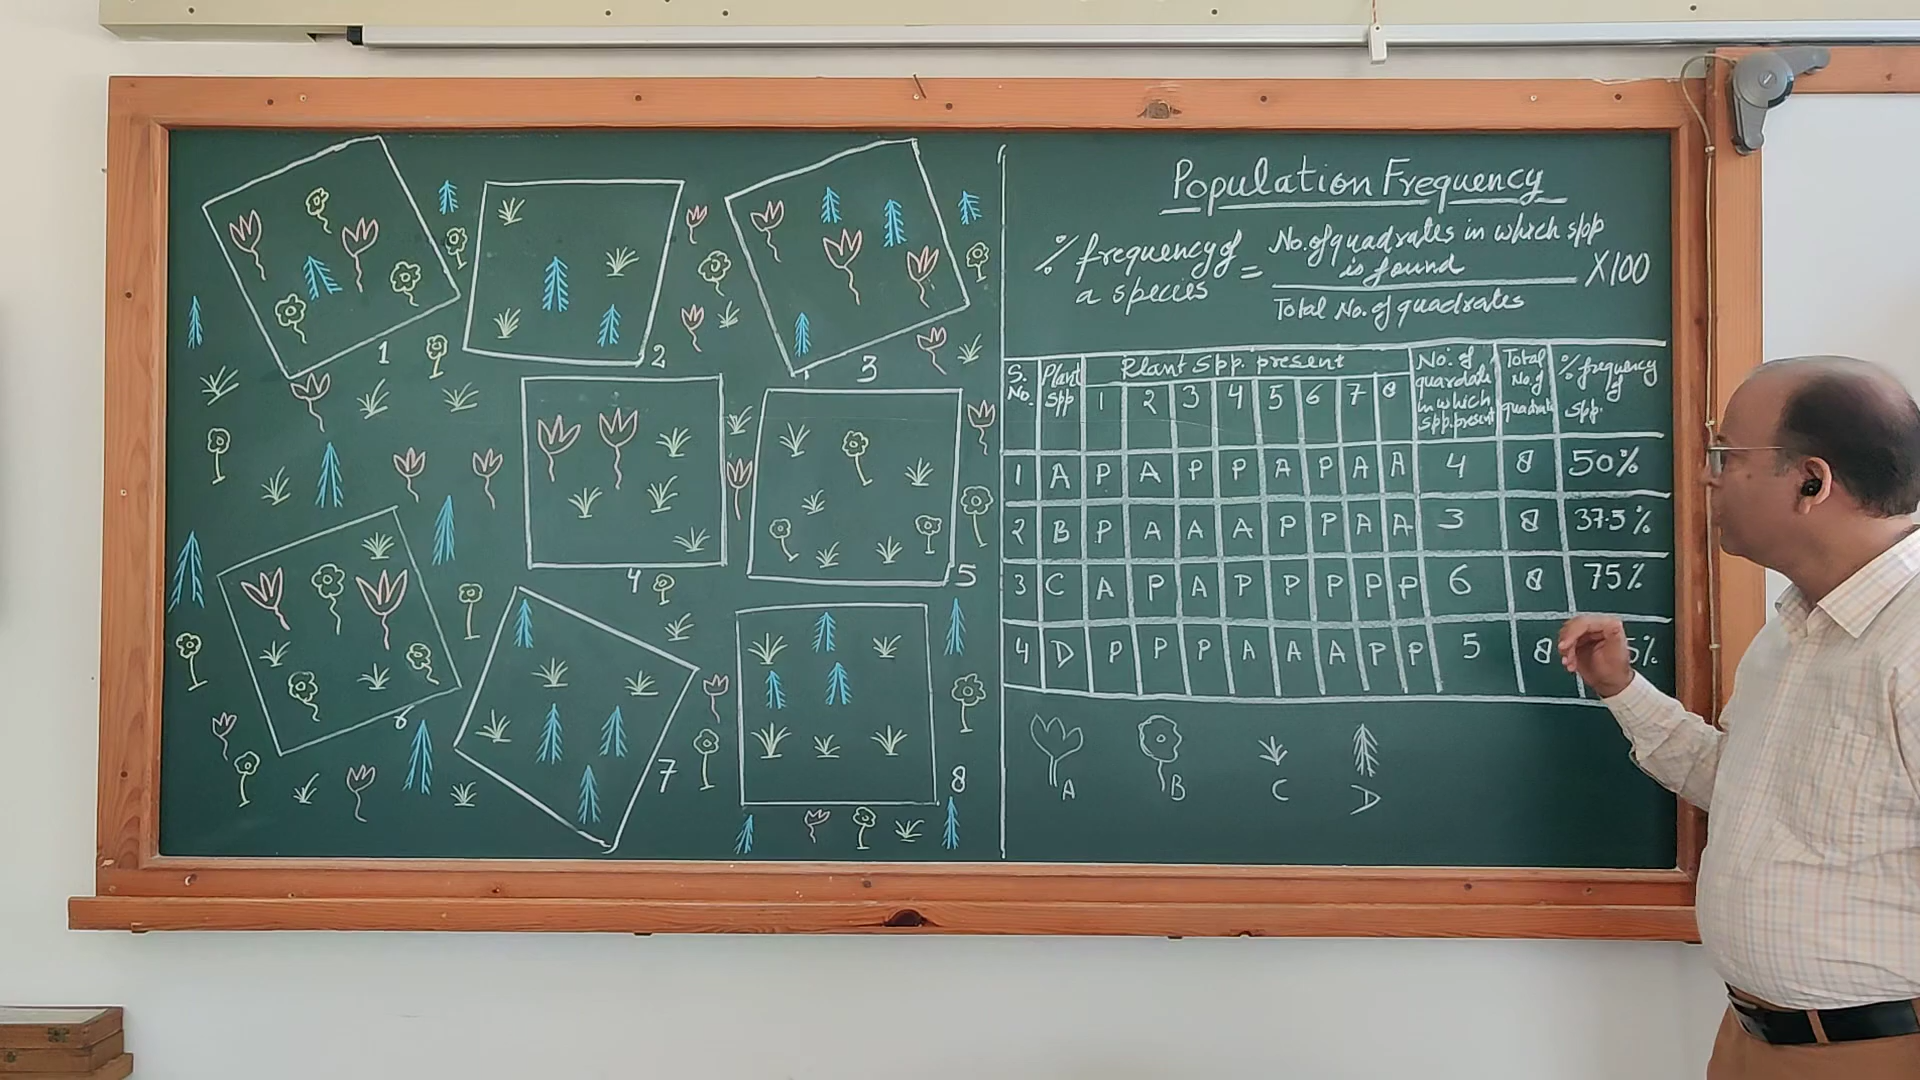 1
2
3
4
5
6
7
8
Population Frequency
% frequency of a species = No. of quadrates in which spp is found / Total No. of quadrates X100
S. No. | Plant spp | Plant Spp. present | No. of quardate in which spp. present | Total No. of quadrate | % frequency of spp.
1 2 3 4 5 6 7 8
1 A P A P P A P A A 4 8 50%
2 B P A A A P P A A 3 8 37.5%
3 C A P A P P P P P 6 8 75%
4 D P P P A A A P P 5 8 5%
A B C D